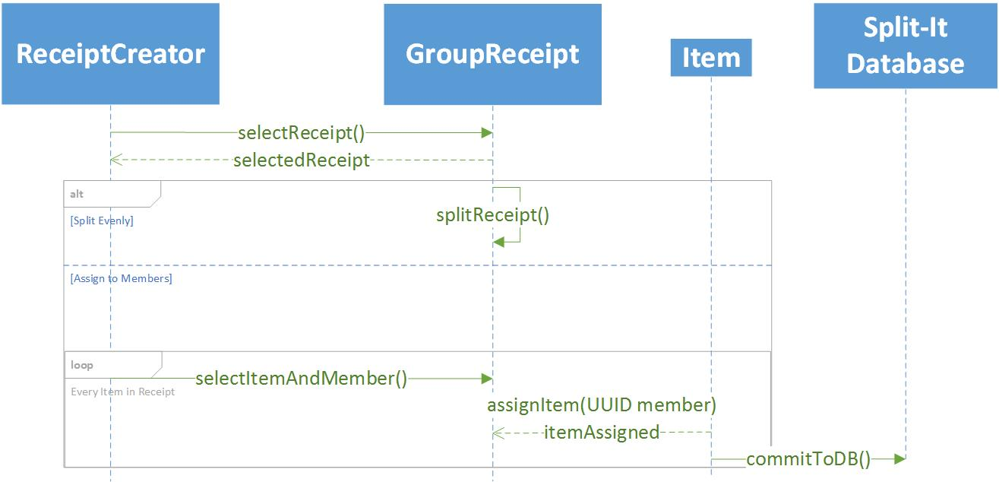 ReceiptCreator
GroupReceipt
Item
Split-It
Database
selectReceipt()
selectedReceipt
alt
[Split Evenly]
splitReceipt()
[Assign to Members]
loop
selectItemAndMember()
Every Item in Receipt
assignItem(UUID member)
itemAssigned
commitToDB()